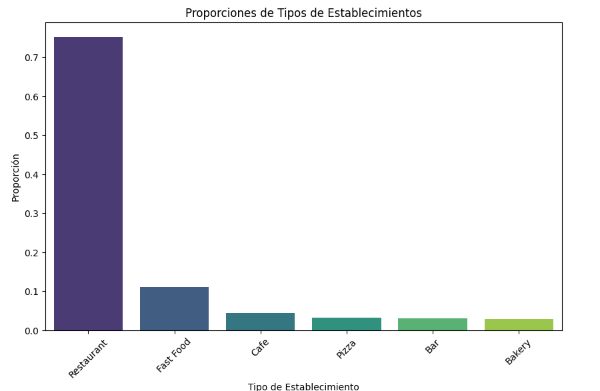 Proporciones de Tipos de Establecimientos
Proporción
0.7
0.6
0.5
0.4
0.3
0.2
0.1
0.0
Restaurant
Fast Food
Cafe
Pizza
Bar
Bakery
Tipo de Establecimiento